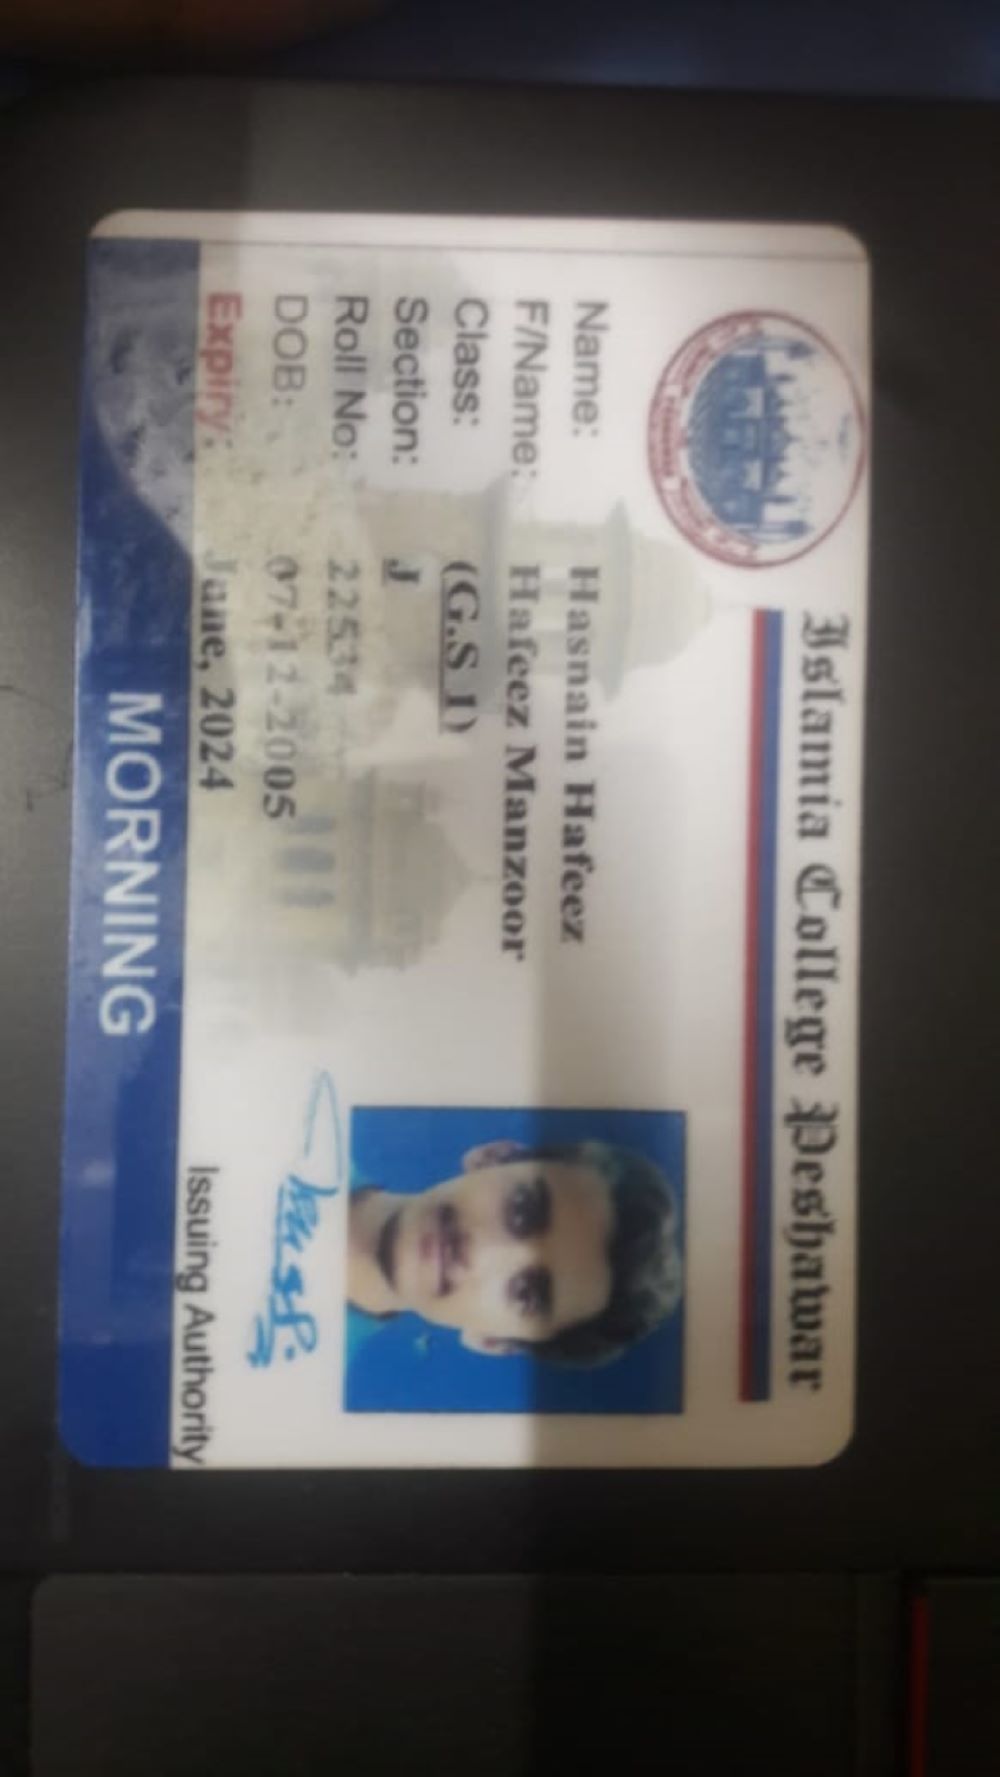 Islamia College Peshawar
Name: Hasnain Hafeez
F/Name: Hafeez Manzoor
Class: (G.S 1)
Section: J
Roll No: 22534
DOB: 07-12-2005
Expiry: June, 2024
Issuing Authority
MORNING